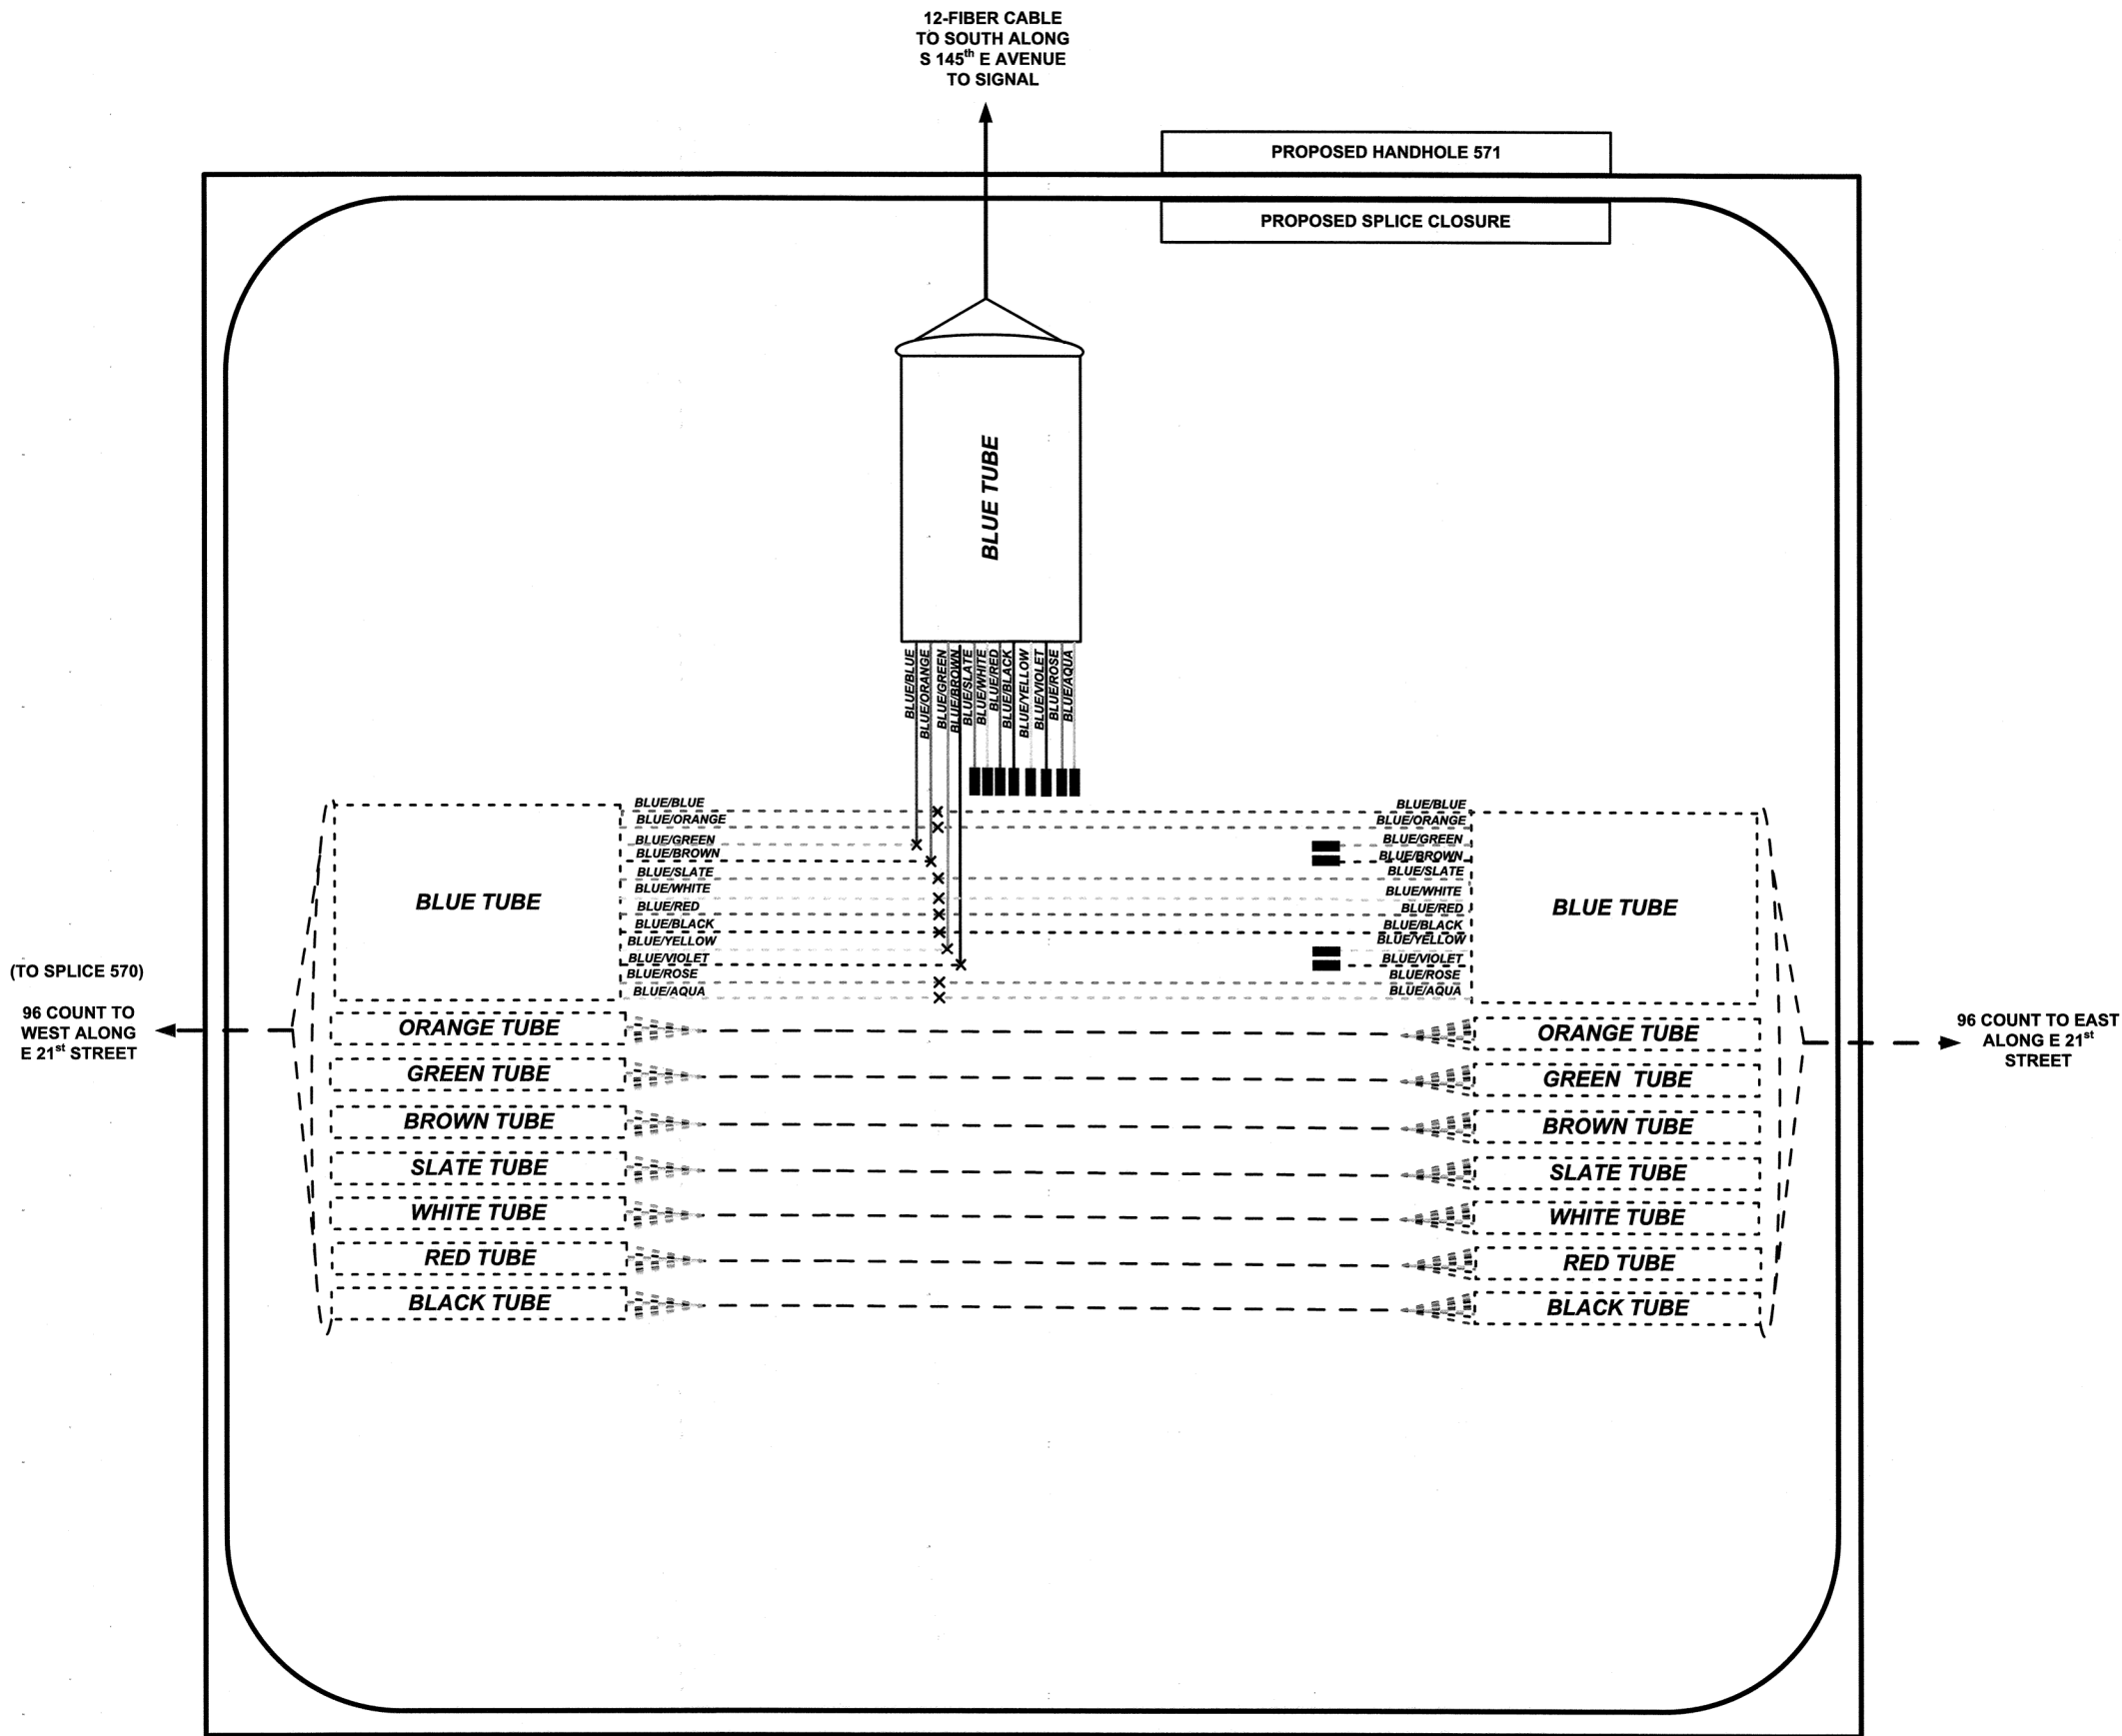 12-FIBER CABLE
TO SOUTH ALONG
S 145th E AVENUE
TO SIGNAL
PROPOSED HANDHOLE 571
PROPOSED SPLICE CLOSURE
BLUE TUBE
BLUE/BLUE
BLUE/ORANGE
BLUE/GREEN
BLUE/BROWN
BLUE/SLATE
BLUE/WHITE
BLUE/RED
BLUE/BLACK
BLUE/YELLOW
BLUE/VIOLET
BLUE/ROSE
BLUE/AQUA
BLUE TUBE
BLUE/BLUE
BLUE/ORANGE
BLUE/GREEN
BLUE/BROWN
BLUE/SLATE
BLUE/WHITE
BLUE/RED
BLUE/BLACK
BLUE/YELLOW
BLUE/VIOLET
BLUE/ROSE
BLUE/AQUA
BLUE/BLUE
BLUE/ORANGE
BLUE/GREEN
BLUE/BROWN
BLUE/SLATE
BLUE/WHITE
BLUE/RED
BLUE/BLACK
BLUE/YELLOW
BLUE/VIOLET
BLUE/ROSE
BLUE/AQUA
BLUE TUBE
(TO SPLICE 570)
96 COUNT TO
WEST ALONG
E 21st STREET
96 COUNT TO EAST
ALONG E 21st
STREET
ORANGE TUBE
ORANGE TUBE
GREEN TUBE
GREEN TUBE
BROWN TUBE
BROWN TUBE
SLATE TUBE
SLATE TUBE
WHITE TUBE
WHITE TUBE
RED TUBE
RED TUBE
BLACK TUBE
BLACK TUBE